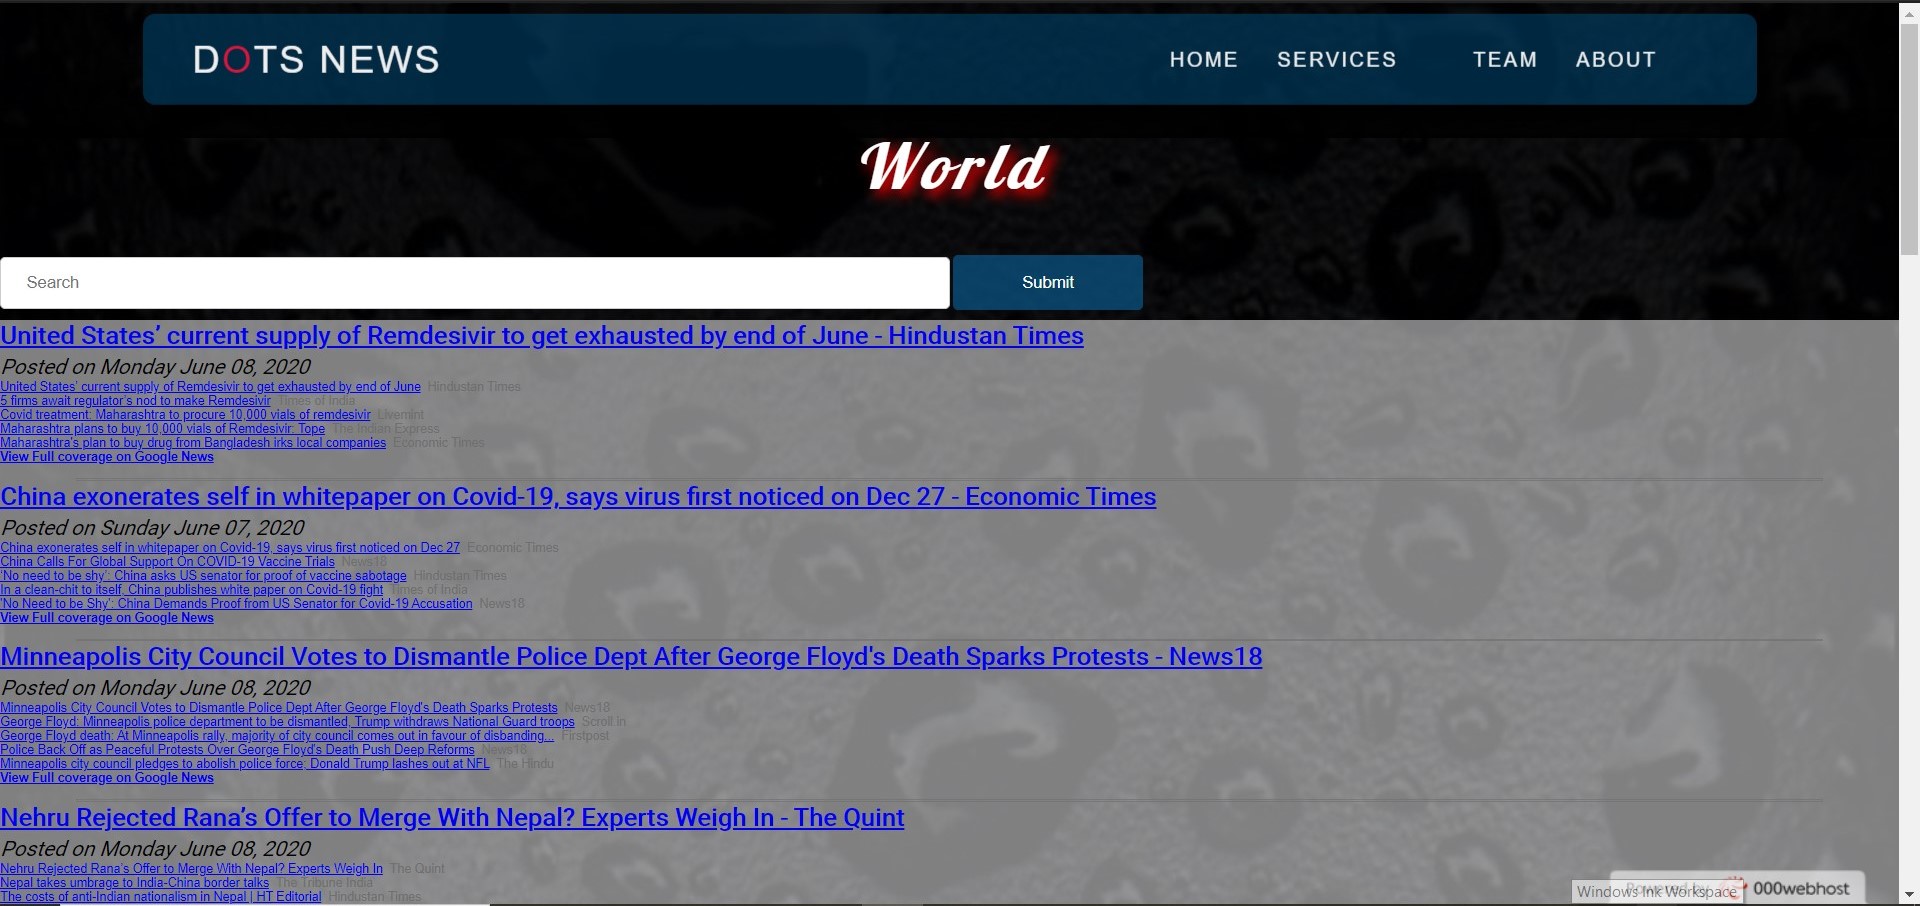 DOTS NEWS
HOME SERVICES TEAM ABOUT
World
Search
Submit
United States’ current supply of Remdesivir to get exhausted by end of June - Hindustan Times
Posted on Monday June 08, 2020
United States’ current supply of Remdesivir to get exhausted by end of June Hindustan Times
5 firms await regulator’s nod to make Remdesivir Times of India
Covid treatment: Maharashtra to procure 10,000 vials of remdesivir Livemint
Maharashtra plans to buy 10,000 vials of Remdesivir: Tope The Indian Express
Maharashtra's plan to buy drug from Bangladesh irks local companies Economic Times
View Full coverage on Google News
China exonerates self in whitepaper on Covid-19, says virus first noticed on Dec 27 - Economic Times
Posted on Sunday June 07, 2020
China exonerates self in whitepaper on Covid-19, says virus first noticed on Dec 27 Economic Times
China Calls For Global Support On COVID-19 Vaccine Trials News18
‘No need to be shy’: China asks US senator for proof of vaccine sabotage Hindustan Times
In a clean-chit to itself, China publishes white paper on Covid-19 fight Times of India
'No Need to be Shy': China Demands Proof from US Senator for Covid-19 Accusation News18
View Full coverage on Google News
Minneapolis City Council Votes to Dismantle Police Dept After George Floyd's Death Sparks Protests - News18
Posted on Monday June 08, 2020
Minneapolis City Council Votes to Dismantle Police Dept After George Floyd's Death Sparks Protests News18
George Floyd: Minneapolis police department to be dismantled, Trump withdraws National Guard troops Scroll.in
George Floyd death: At Minneapolis rally, majority of city council comes out in favour of disbanding... Firstpost
Police Back Off as Peaceful Protests Over George Floyd's Death Push Deep Reforms News18
Minneapolis city council pledges to abolish police force; Donald Trump lashes out at NFL The Hindu
View Full coverage on Google News
Nehru Rejected Rana’s Offer to Merge With Nepal? Experts Weigh In - The Quint
Posted on Monday June 08, 2020
Nehru Rejected Rana’s Offer to Merge With Nepal? Experts Weigh In The Quint
Nepal takes umbrage to India-China border talks The Tribune India
The costs of anti-Indian nationalism in Nepal | HT Editorial Hindustan Times
Windows Ink Workspace
000webhost